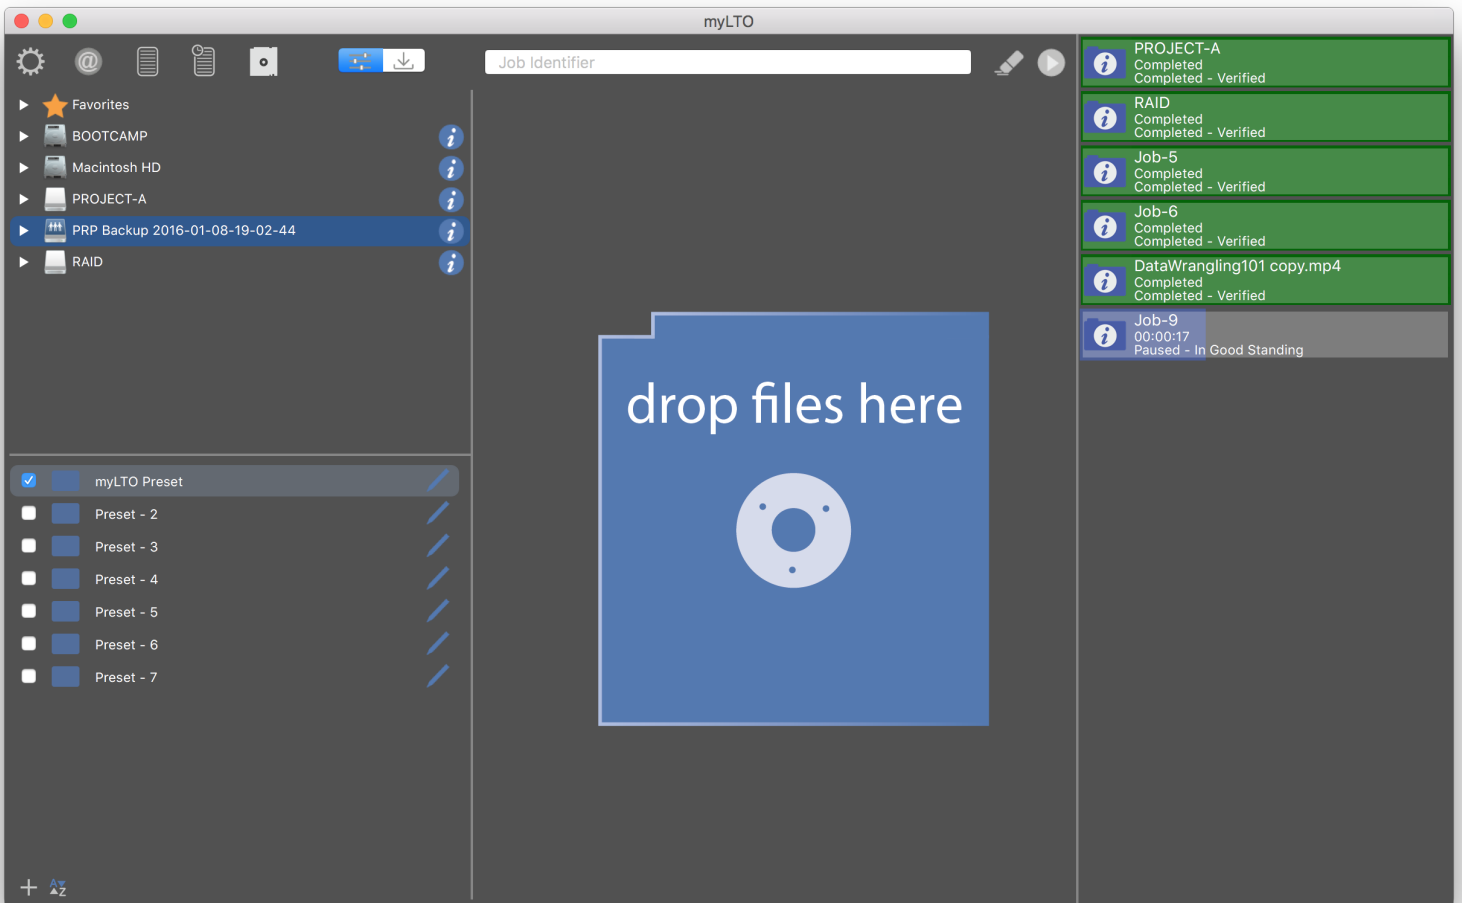 myLTO
Job Identifier
Favorites
BOOTCAMP
Macintosh HD
PROJECT-A
PRP Backup 2016-01-08-19-02-44
RAID
myLTO Preset
Preset - 2
Preset - 3
Preset - 4
Preset - 5
Preset - 6
Preset - 7
A
Z
drop files here
PROJECT-A
Completed
Completed - Verified
RAID
Completed
Completed - Verified
Job-5
Completed
Completed - Verified
Job-6
Completed
Completed - Verified
DataWrangling101 copy.mp4
Completed
Completed - Verified
Job-9
00:00:17
Paused - In Good Standing